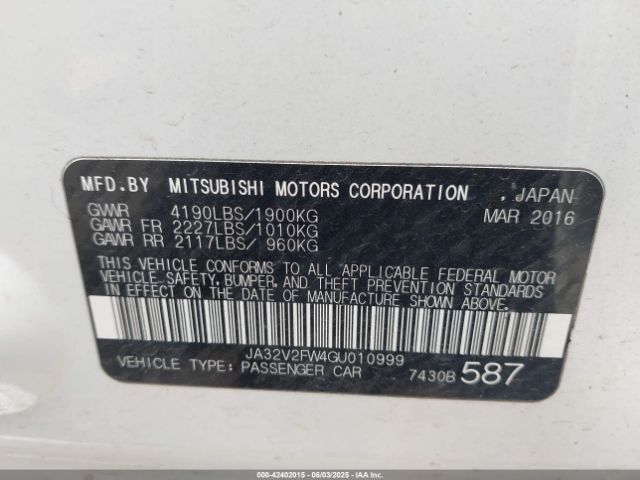 MFD.BY MITSUBISHI MOTORS CORPORATION , JAPAN
GVWR 4190LBS/1900KG MAR 2016
GAWR FR 2227LBS/1010KG
GAWR RR 2117LBS/ 960KG
THIS VEHICLE CONFORMS TO ALL APPLICABLE FEDERAL MOTOR
VEHICLE SAFETY, BUMPER, AND THEFT PREVENTION STANDARDS
IN EFFECT ON THE DATE OF MANUFACTURE SHOWN ABOVE.
JA32V2FW4GU010999
VEHICLE TYPE: PASSENGER CAR 7430B 587
000-42402015 - 06/03/2025 - IAAI Inc.